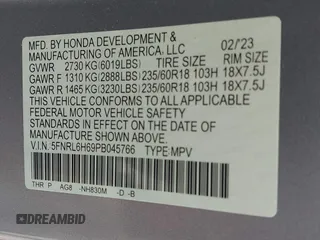 MFD. BY HONDA DEVELOPMENT &
MANUFACTURING OF AMERICA, LLC 02/23
GVWR 2730 KG(6019LBS) TIRE SIZE RIM SIZE
GAWR F 1310 KG(2888LBS) 235/60R18 103H 18X7.5J
GAWR R 1465 KG(3230LBS) 235/60R18 103H 18X7.5J
THIS VEHICLE CONFORMS TO ALL APPLICABLE
FEDERAL MOTOR VEHICLE SAFETY AND THEFT
PREVENTION STANDARDS IN EFFECT ON THE DATE
OF MANUFACTURE SHOWN ABOVE.
V.I.N. 5FNRL6H69PB045766 TYPE: MPV
THR P AG8 -NH830M -D -B
DREAMBID